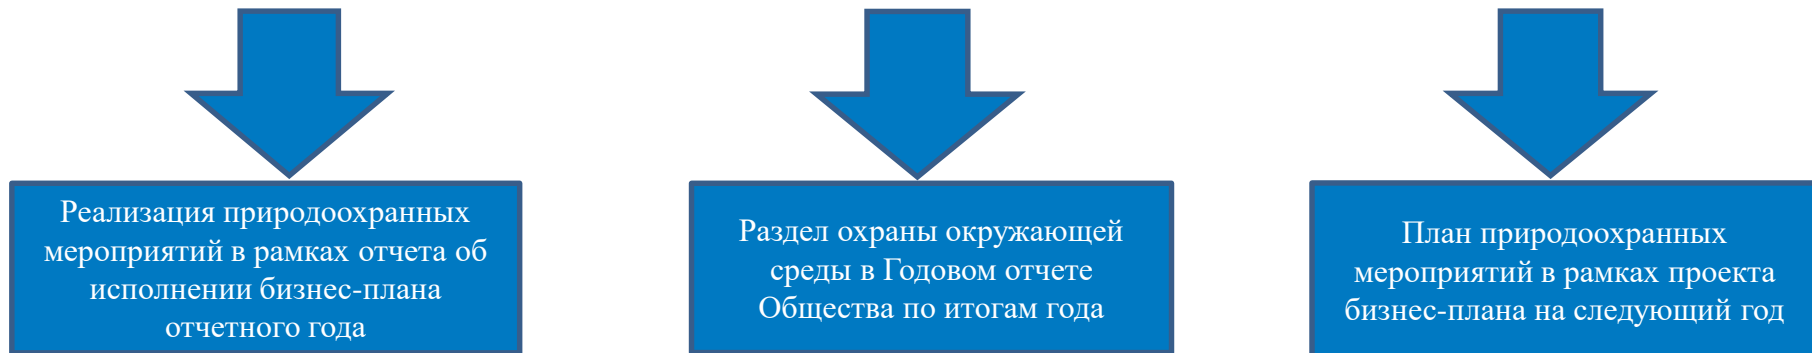 Реализация природоохранных
мероприятий в рамках отчета об
исполнении бизнес-плана
отчетного года
Раздел охраны окружающей
среды в Годовом отчете
Общества по итогам года
План природоохранных
мероприятий в рамках проекта
бизнес-плана на следующий год